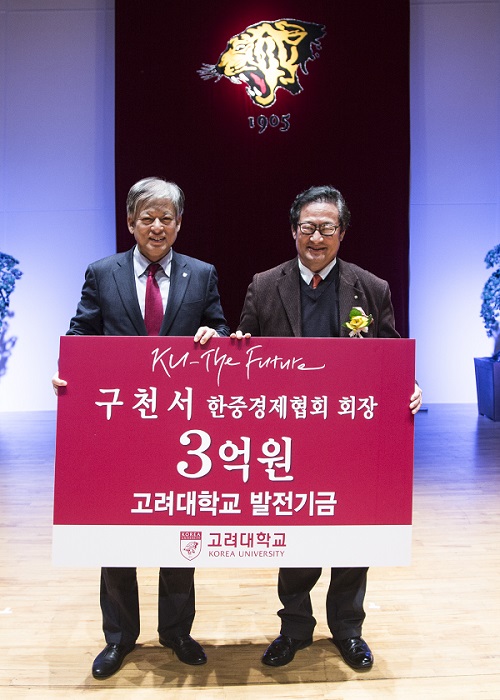 1905
KU-The Future
구천서 한중경제협회 회장
3억원
고려대학교 발전기금
KOREA
고려대학교
KOREA UNIVERSITY